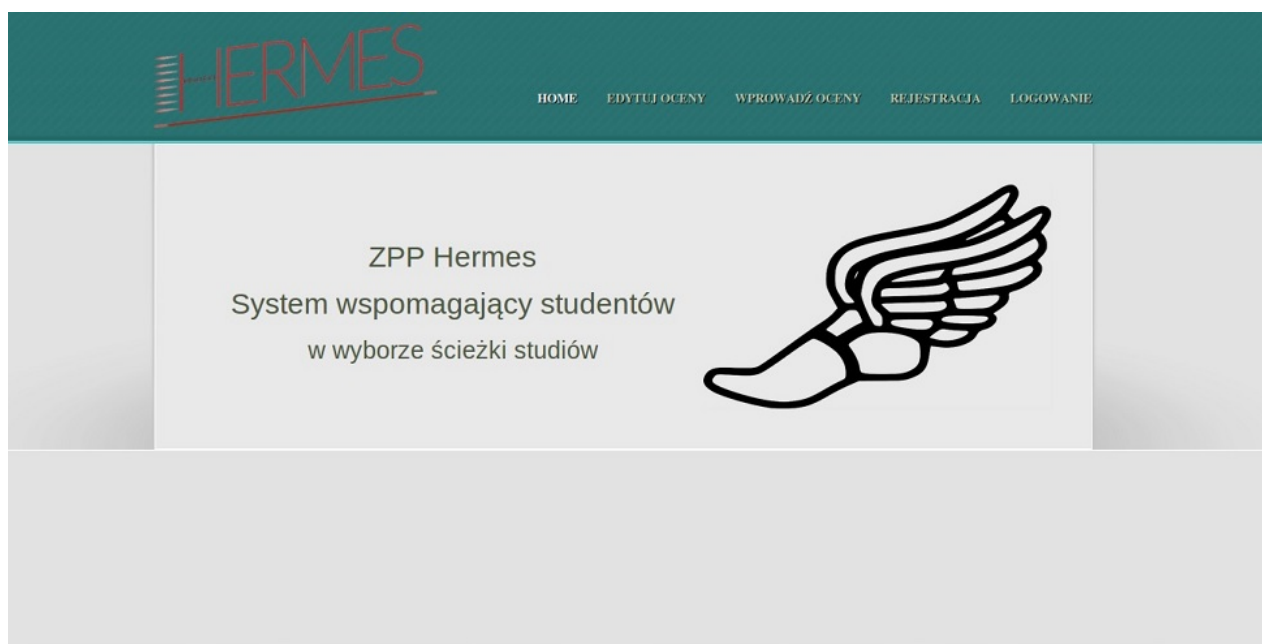 HERMES
HOME EDYTUJ OCENY WPROWADŹ OCENY REJESTRACJA LOGOWANIE
ZPP Hermes
System wspomagający studentów
w wyborze ścieżki studiów